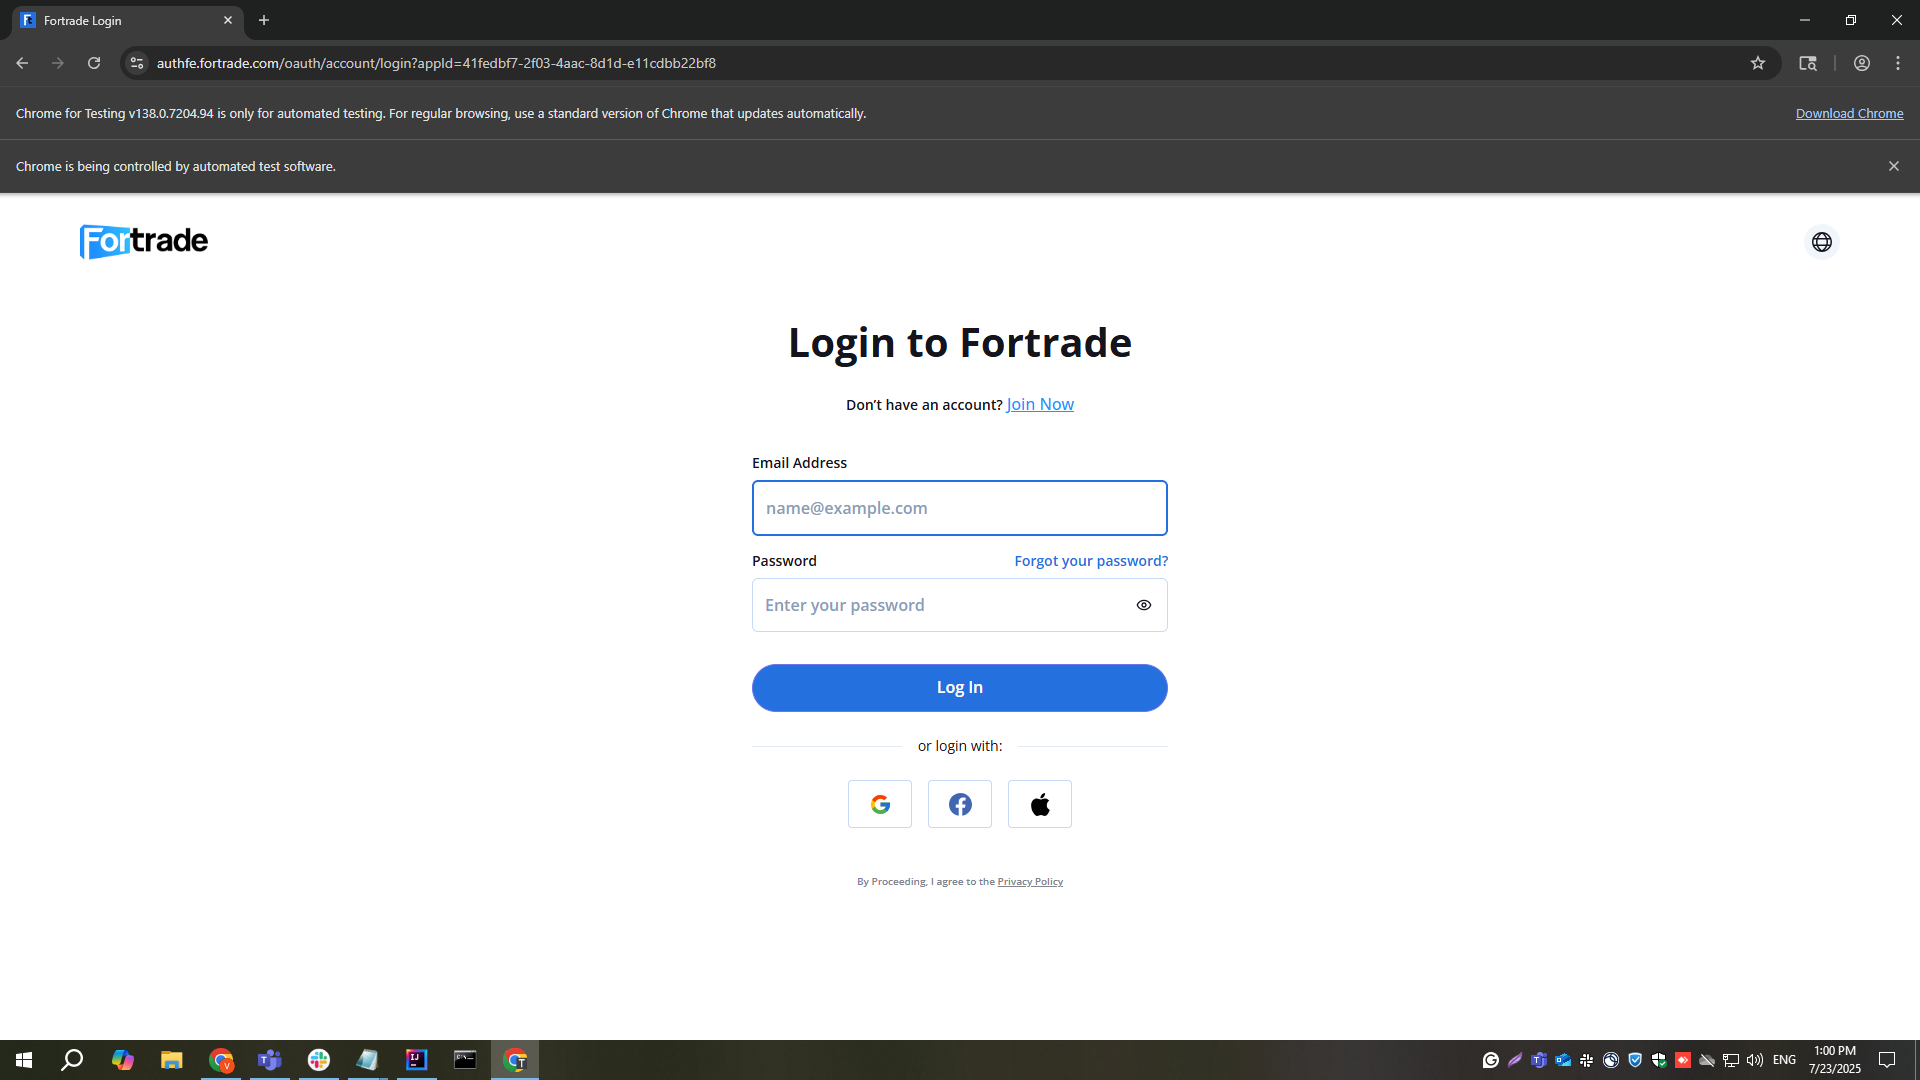 Fortrade Login
authfe.fortrade.com/oauth/account/login?appId=41fedbf7-2f03-4aac-8d1d-e11cdbb22bf8
Chrome for Testing v138.0.7204.94 is only for automated testing. For regular browsing, use a standard version of Chrome that updates automatically.
Download Chrome
Chrome is being controlled by automated test software.
Fortrade
Login to Fortrade
Don't have an account? Join Now
Email Address
name@example.com
Password
Forgot your password?
Enter your password
Log In
or login with:
By Proceeding, I agree to the Privacy Policy
ENG
1:00 PM
7/23/2025